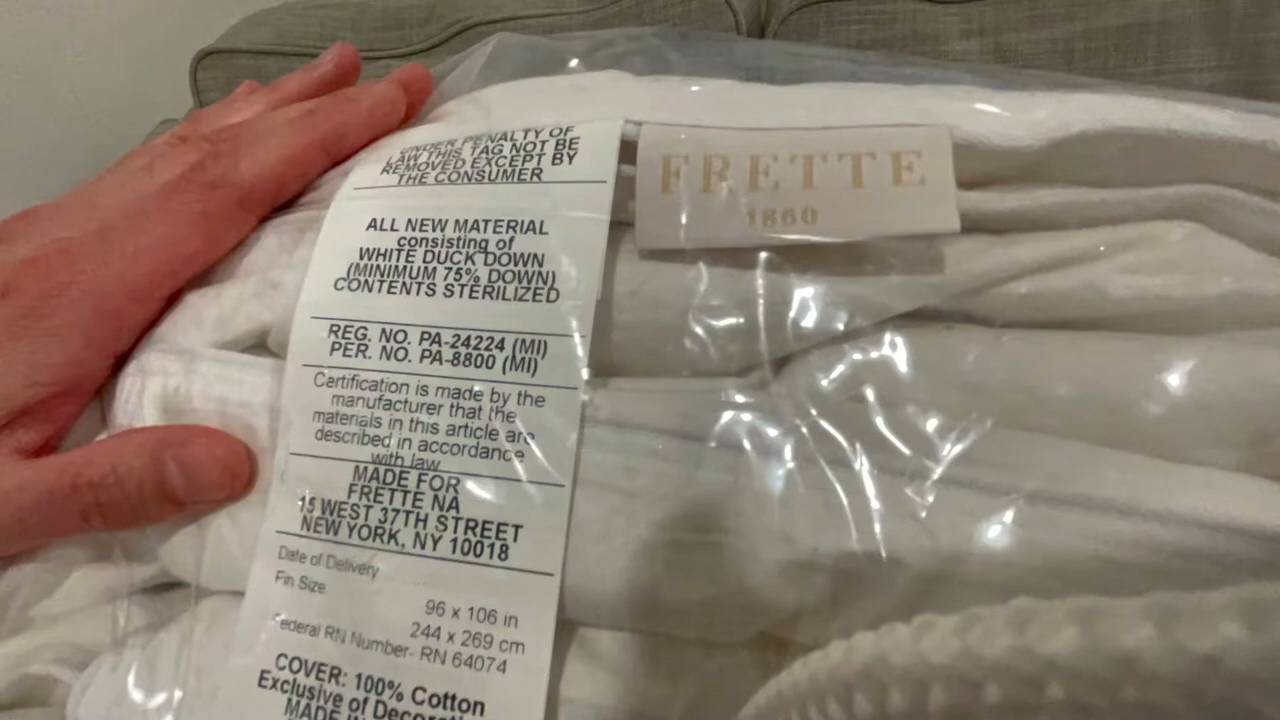 UNDER PENALTY OF
LAW THIS TAG NOT BE
REMOVED EXCEPT BY
THE CONSUMER
ALL NEW MATERIAL
consisting of
WHITE DUCK DOWN
(MINIMUM 75% DOWN)
CONTENTS STERILIZED
REG. NO. PA-24224 (MI)
PER. NO. PA-8800 (MI)
Certification is made by the
manufacturer that the
materials in this article are
described in accordance
with law
MADE FOR
FRETTE NA
15 WEST 37TH STREET
NEW YORK, NY 10018
Date of Delivery
Fin Size
96 x 106 in
244 x 269 cm
Federal RN Number- RN 64074
COVER: 100% Cotton
Exclusive of
MADE IN
FRETTE
1860